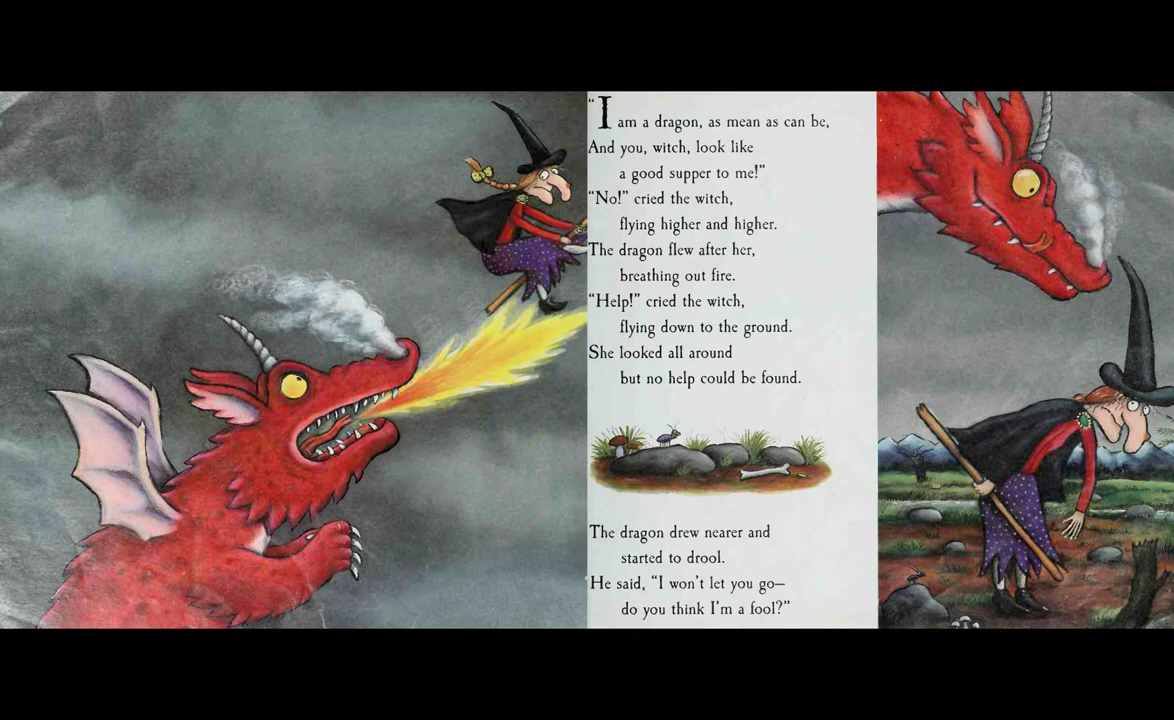 "I am a dragon, as mean as can be,
And you, witch, look like
a good supper to me!"
"No!" cried the witch,
flying higher and higher.
The dragon flew after her,
breathing out fire.
"Help!" cried the witch,
flying down to the ground.
She looked all around
but no help could be found.
The dragon drew nearer and
started to drool.
He said, "I won't let you go—
do you think I'm a fool?"